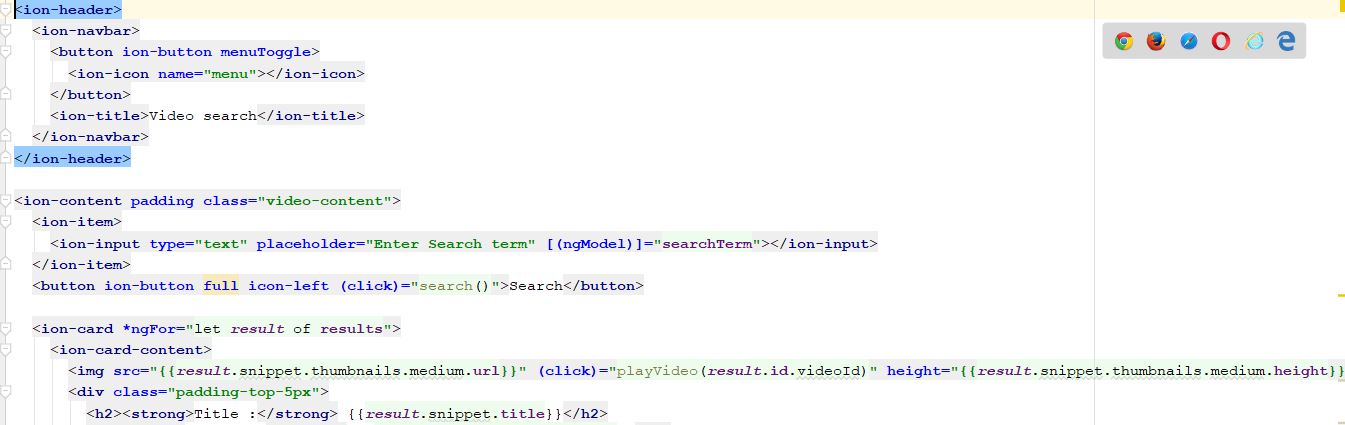 <ion-header>
<ion-navbar>
<button ion-button menuToggle>
<ion-icon name="menu"></ion-icon>
</button>
<ion-title>Video search</ion-title>
</ion-navbar>
</ion-header>
<ion-content padding class="video-content">
<ion-item>
<ion-input type="text" placeholder="Enter Search term" [(ngModel)]="searchTerm"></ion-input>
</ion-item>
<button ion-button full icon-left (click)="search()">Search</button>
<ion-card *ngFor="let result of results">
<ion-card-content>
<img src="{{result.snippet.thumbnails.medium.url}}" (click)="playVideo(result.id.videoId)" height="{{result.snippet.thumbnails.medium.height}}
<div class="padding-top-5px">
<h2><strong>Title :</strong> {{result.snippet.title}}</h2>